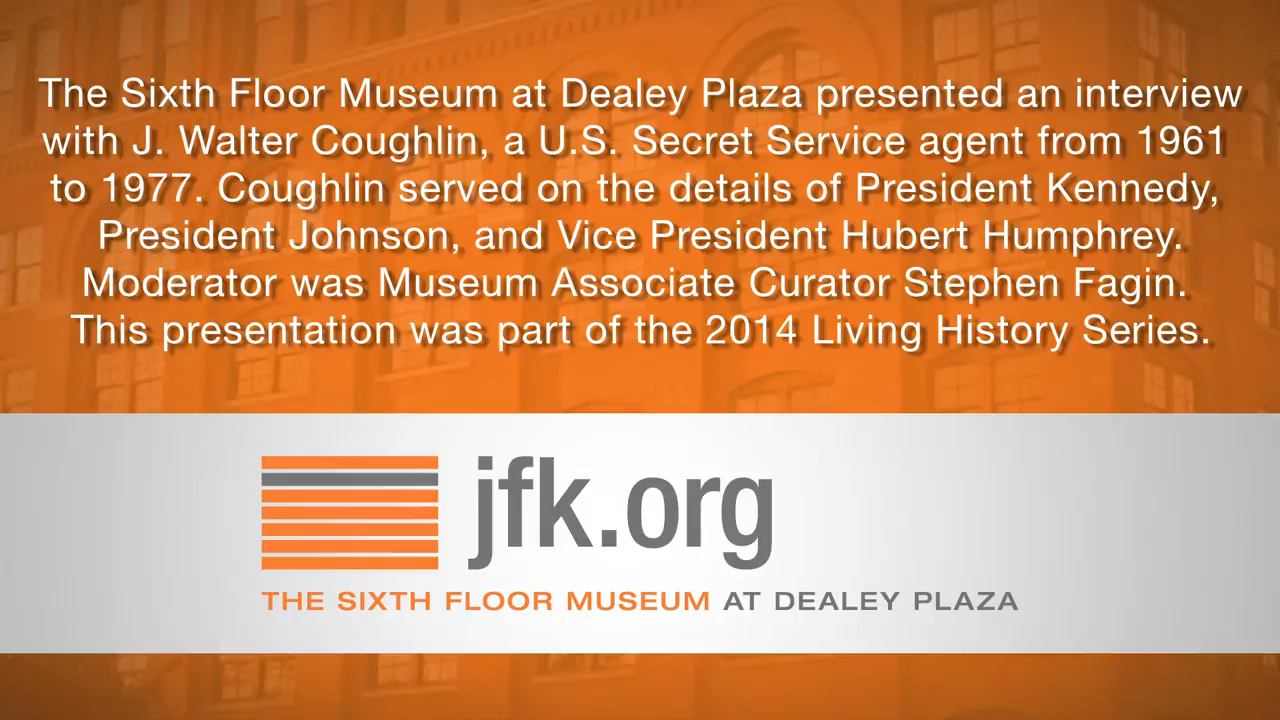 The Sixth Floor Museum at Dealey Plaza presented an interview
with J. Walter Coughlin, a U.S. Secret Service agent from 1961
to 1977. Coughlin served on the details of President Kennedy,
President Johnson, and Vice President Hubert Humphrey.
Moderator was Museum Associate Curator Stephen Fagin.
This presentation was part of the 2014 Living History Series.
jfk.org
THE SIXTH FLOOR MUSEUM AT DEALEY PLAZA